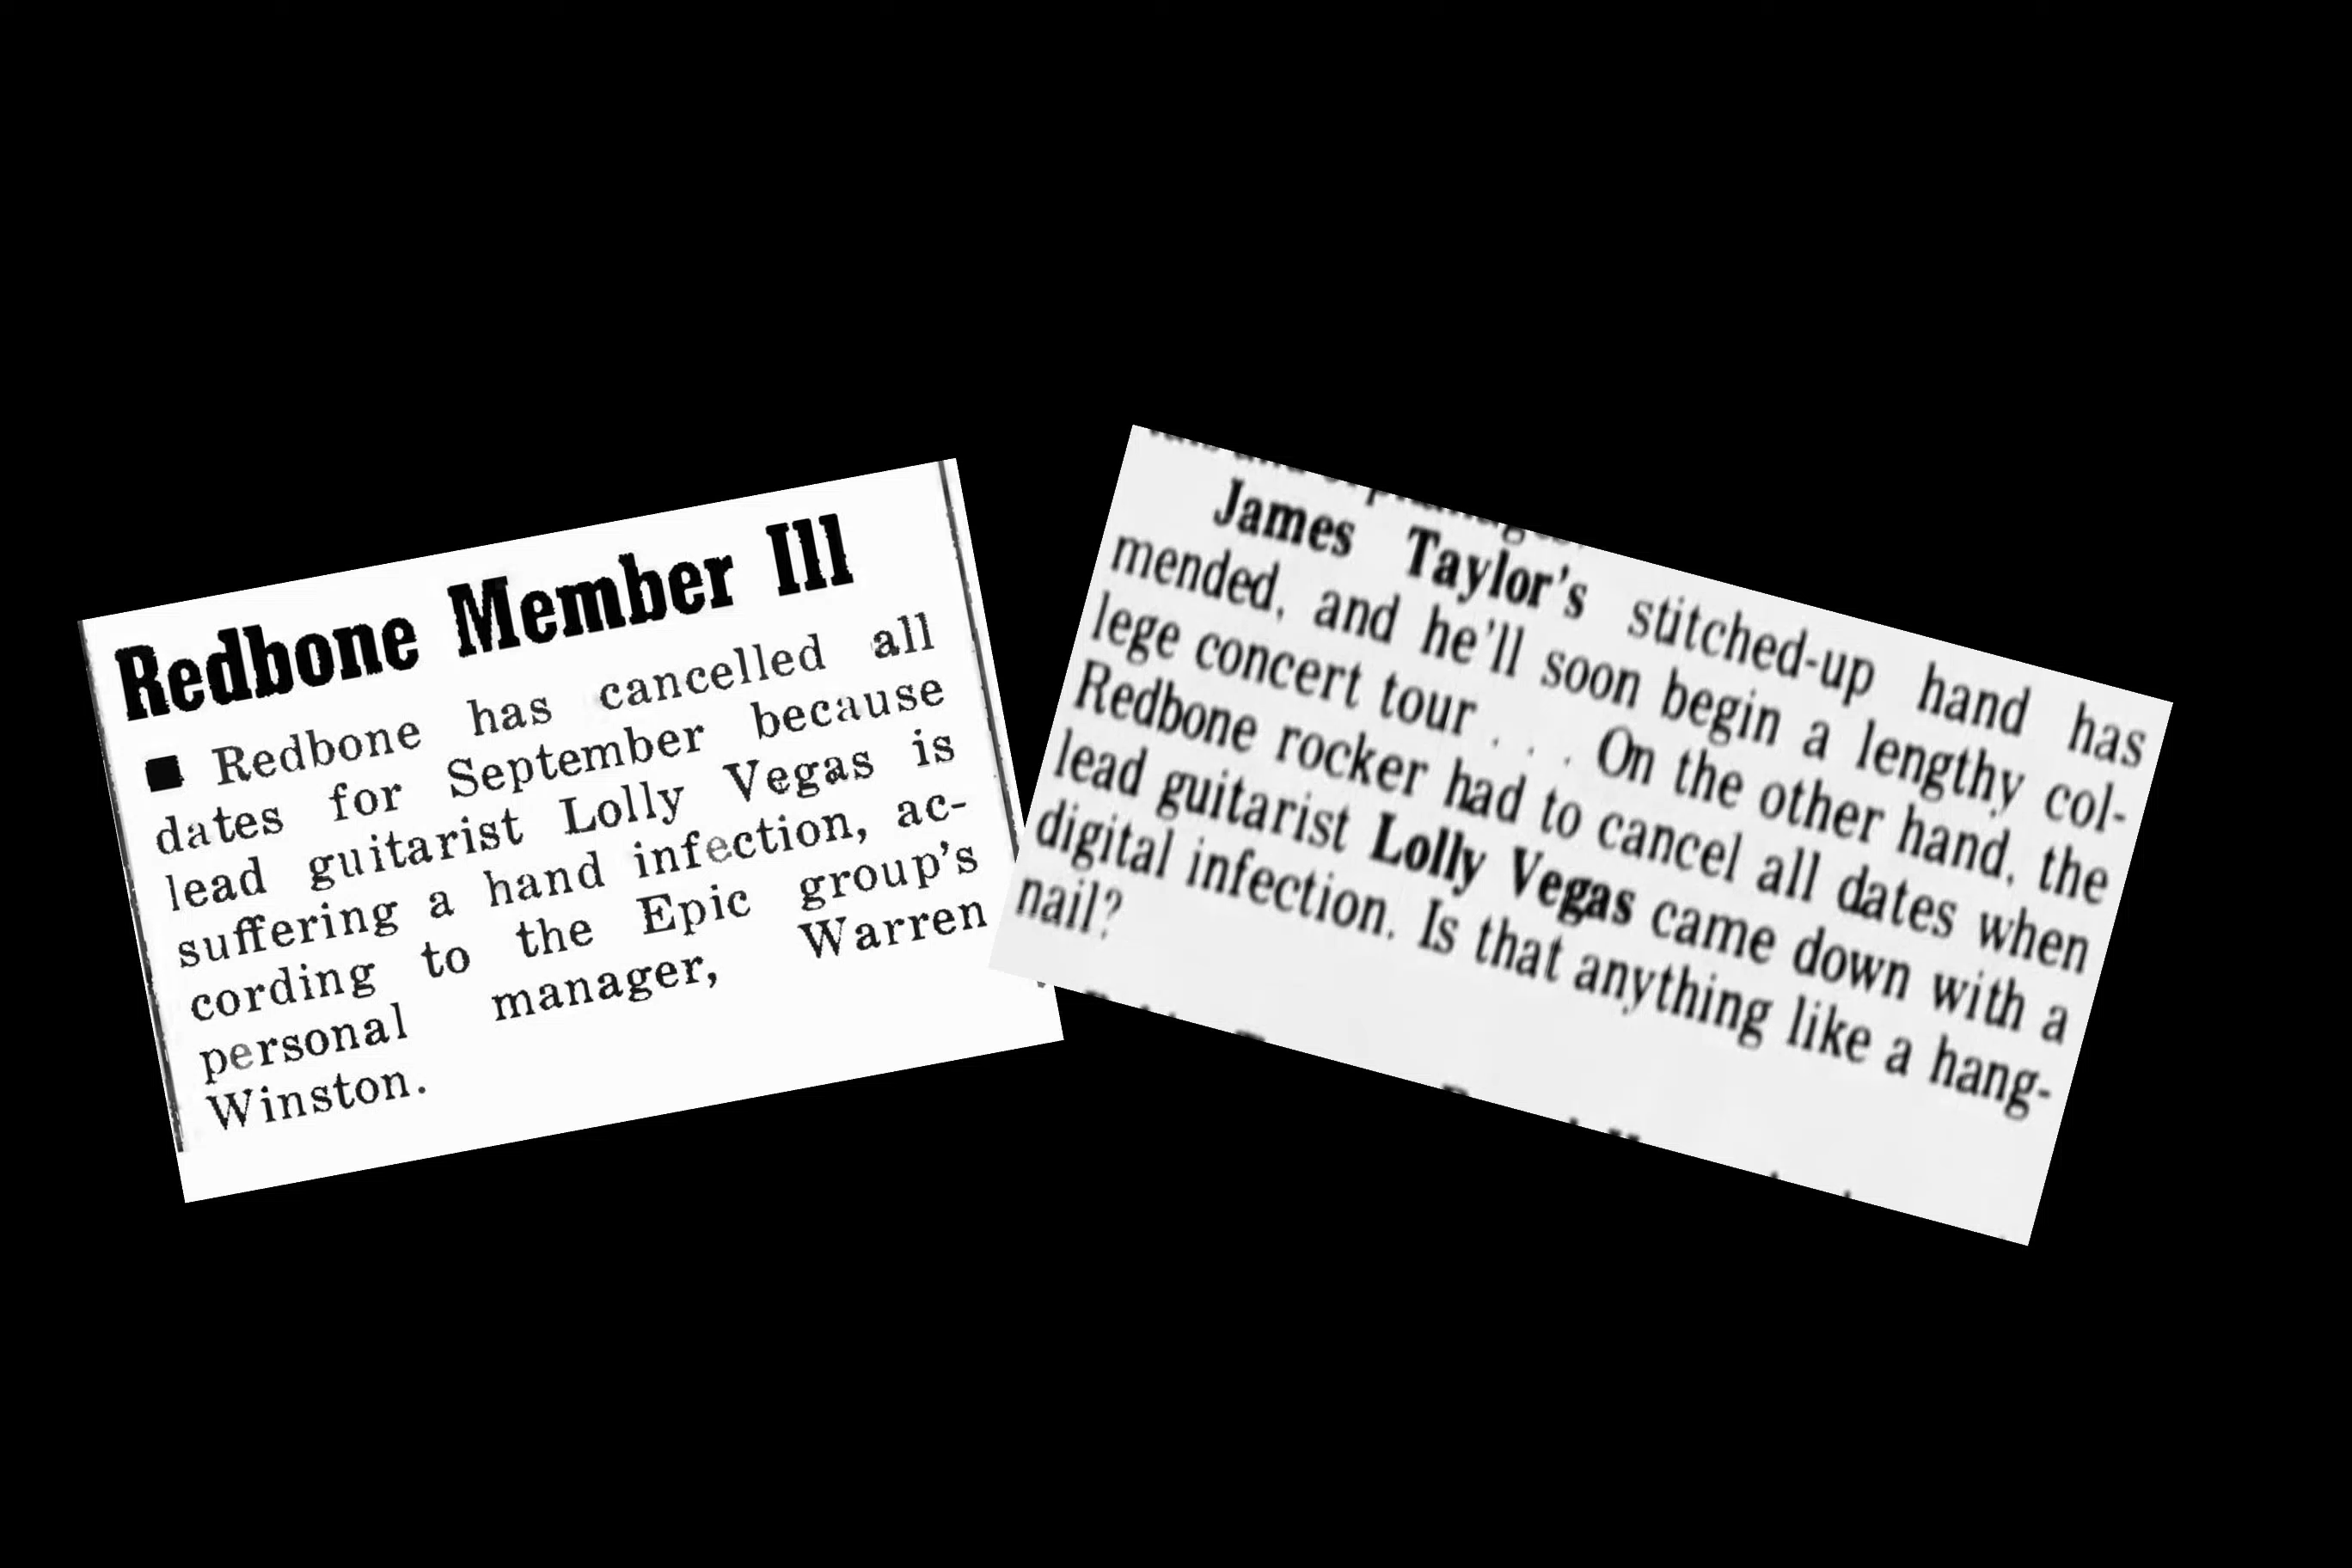 Redbone Member Ill
■ Redbone has cancelled all
dates for September because
lead guitarist Lolly Vegas is
suffering a hand infection, ac-
cording to the Epic group's
personal manager, Warren
Winston.
James Taylor's stitched-up hand has
mended, and he'll soon begin a lengthy col-
lege concert tour . . . On the other hand, the
Redbone rocker had to cancel all dates when
lead guitarist Lolly Vegas came down with a
digital infection. Is that anything like a hang-
nail?